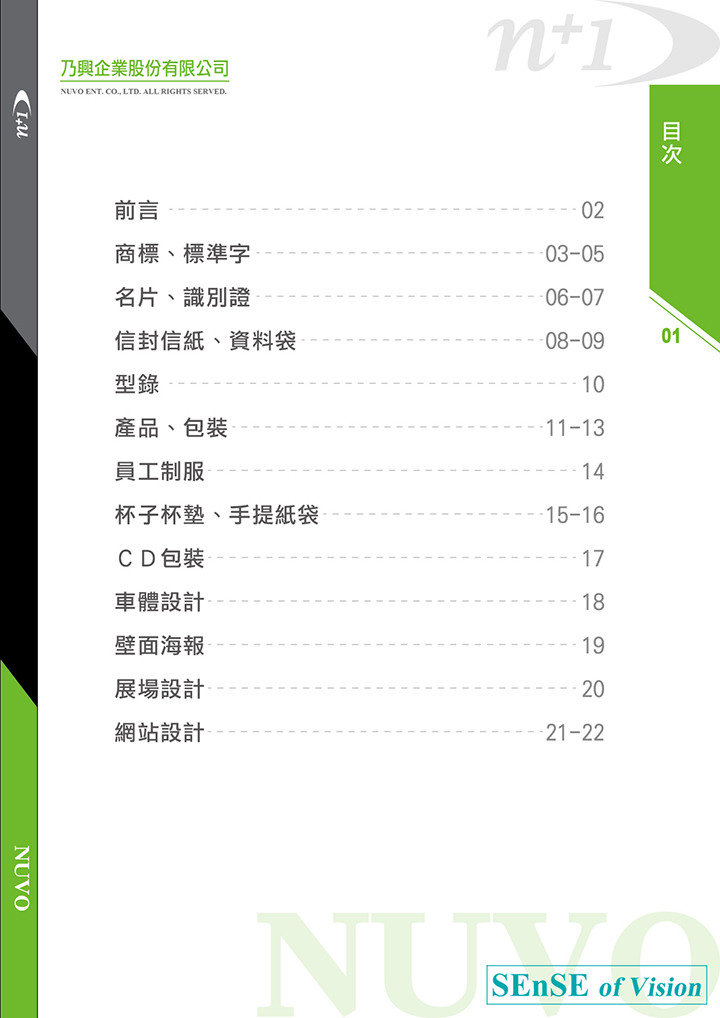 n+1
乃興企業股份有限公司
NUVO ENT. CO., LTD. ALL RIGHTS SERVED.
n+1
目次
前言 02
商標、標準字 03-05
名片、識別證 06-07
信封信紙、資料袋 08-09
01
型錄 10
產品、包裝 11-13
員工制服 14
杯子杯墊、手提紙袋 15-16
ＣＤ包裝 17
車體設計 18
壁面海報 19
展場設計 20
網站設計 21-22
NUVO
NUVO
SEnSE of Vision